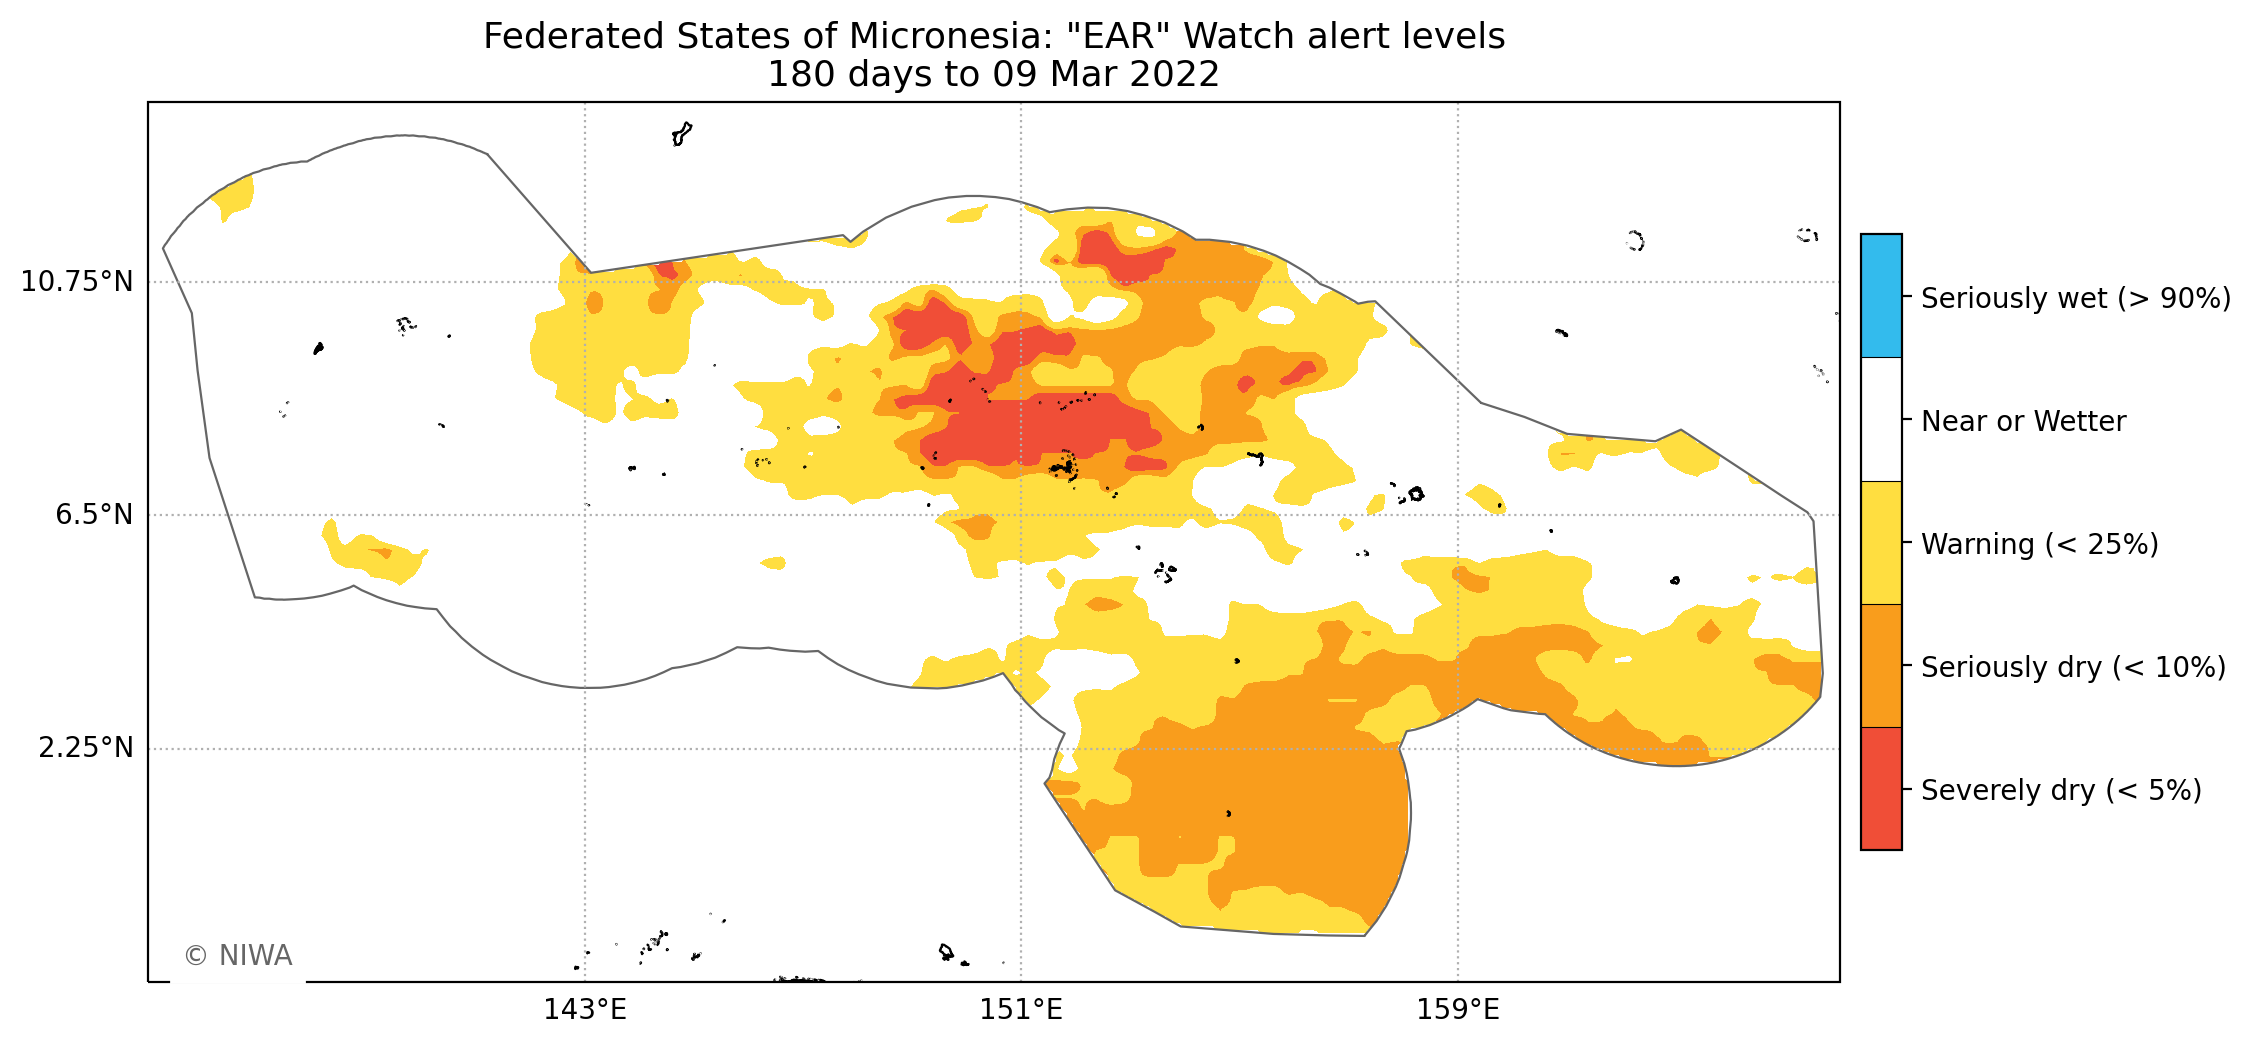 Federated States of Micronesia: "EAR" Watch alert levels
180 days to 09 Mar 2022
10.75°N
6.5°N
2.25°N
143°E
151°E
159°E
© NIWA
Seriously wet (> 90%)
Near or Wetter
Warning (< 25%)
Seriously dry (< 10%)
Severely dry (< 5%)